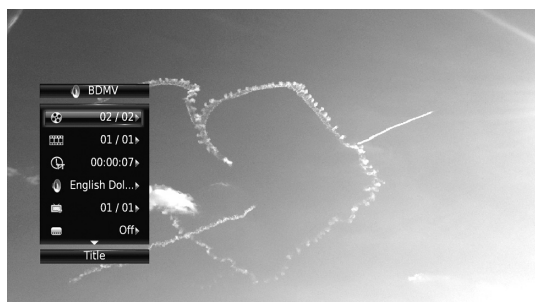 BDMV
02 / 02
01 / 01
00:00:07
English Dol...
01 / 01
Off
Title